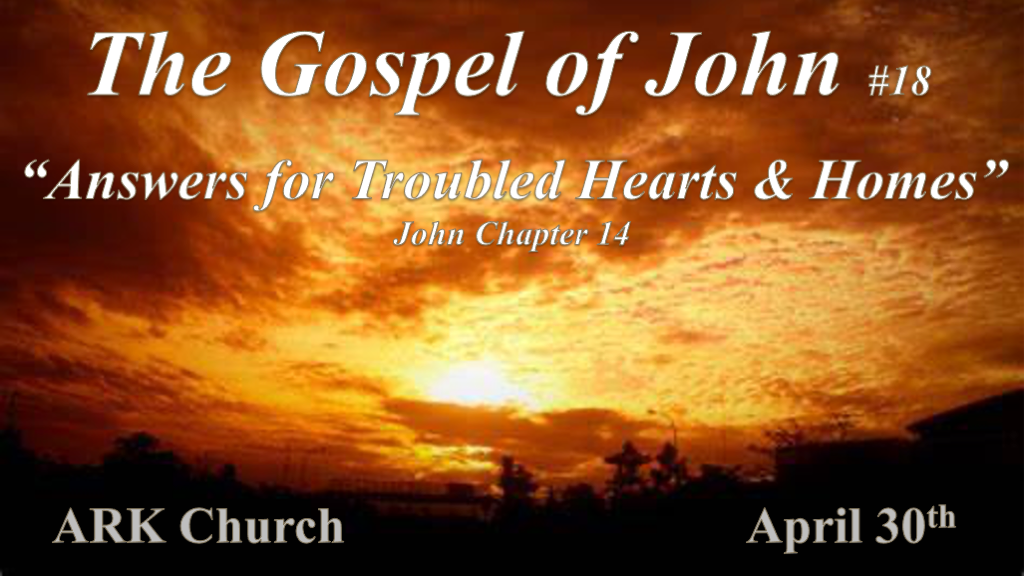 The Gospel of John #18
“Answers for Troubled Hearts & Homes”
John Chapter 14
ARK Church
April 30th